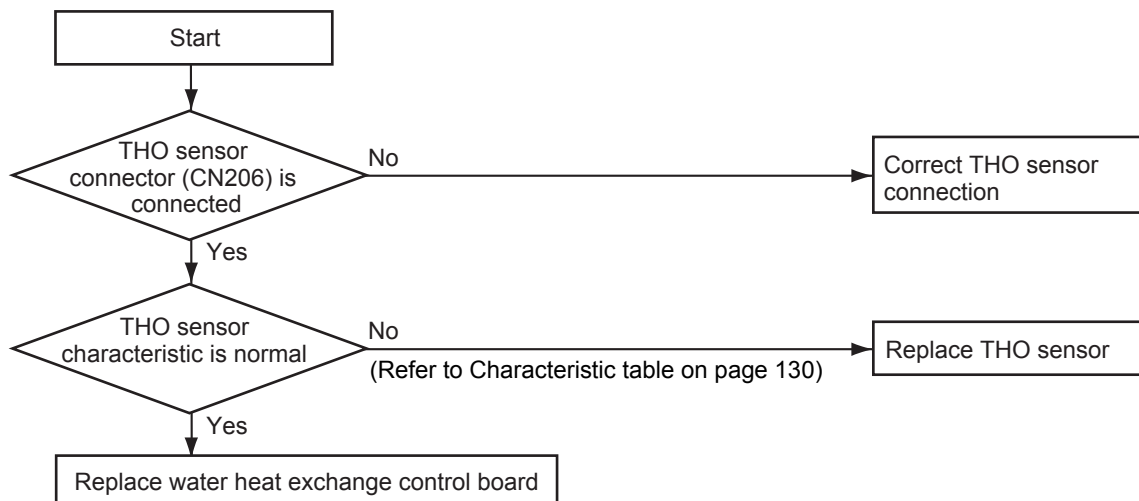 Start
THO sensor
connector (CN206) is
connected
No
Correct THO sensor
connection
Yes
THO sensor
characteristic is normal
No
(Refer to Characteristic table on page 130)
Replace THO sensor
Yes
Replace water heat exchange control board